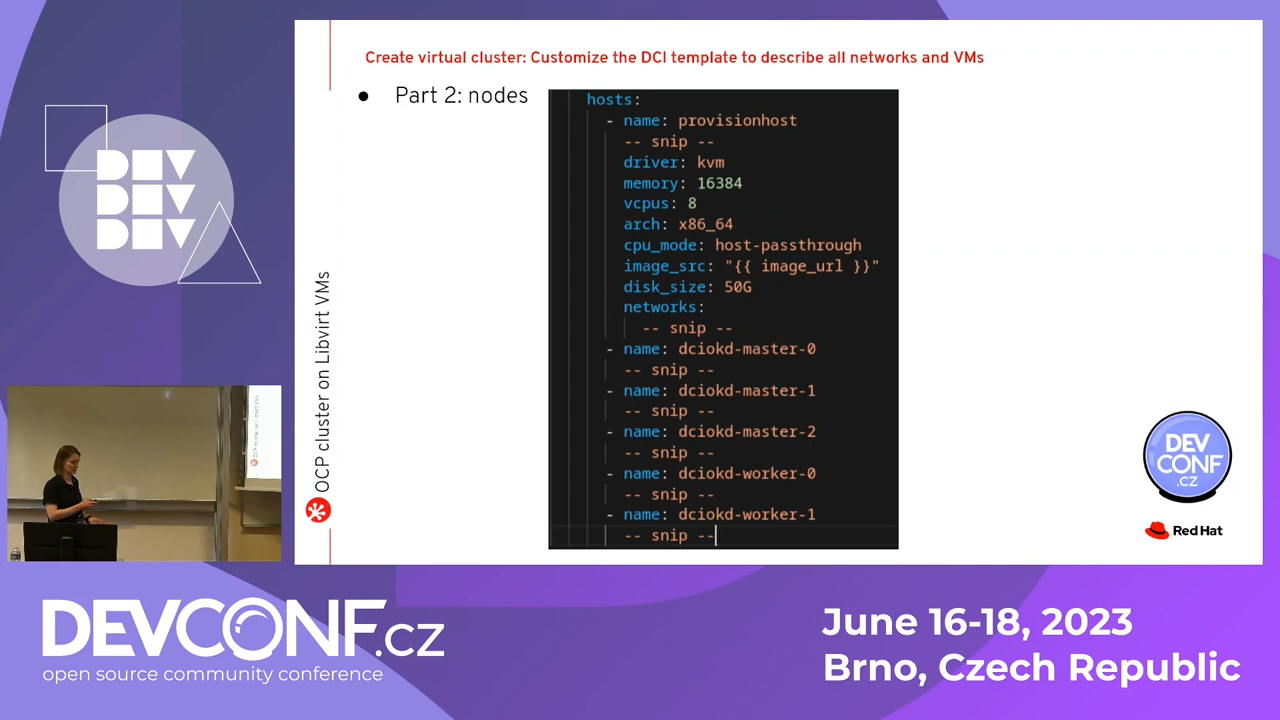 Create virtual cluster: Customize the DCI template to describe all networks and VMs
● Part 2: nodes
hosts:
- name: provisionhost
-- snip --
driver: kvm
memory: 16384
vcpus: 8
arch: x86_64
cpu_mode: host-passthrough
image_src: "{{ image_url }}"
disk_size: 50G
networks:
-- snip --
- name: dciokd-master-0
-- snip --
- name: dciokd-master-1
-- snip --
- name: dciokd-master-2
-- snip --
- name: dciokd-worker-0
-- snip --
- name: dciokd-worker-1
-- snip --
OCP cluster on Libvirt VMs
DEV
CONF
.CZ
Red Hat
DEV
DEV
DEV
DEVCONF.cz
open source community conference
June 16-18, 2023
Brno, Czech Republic